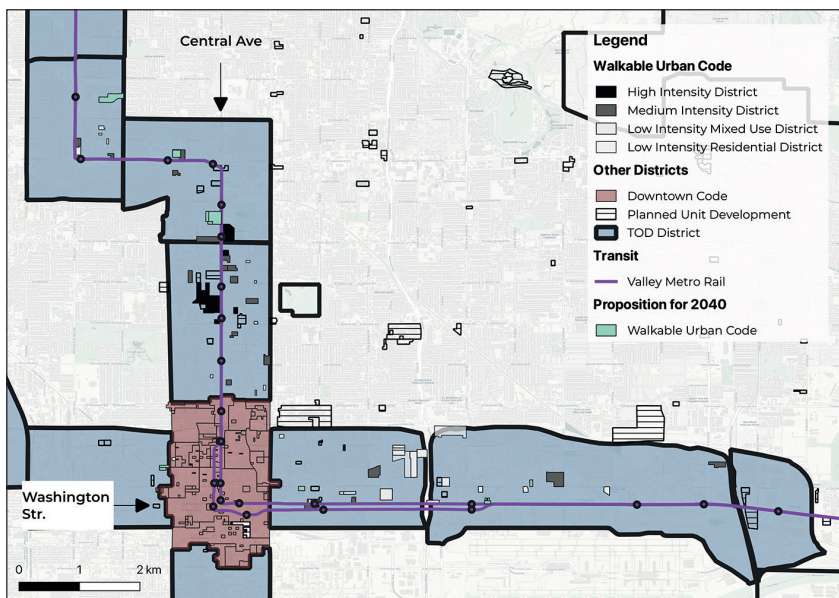 Central Ave
Legend
Walkable Urban Code
High Intensity District
Medium Intensity District
Low Intensity Mixed Use District
Low Intensity Residential District
Other Districts
Downtown Code
Planned Unit Development
TOD District
Transit
Valley Metro Rail
Proposition for 2040
Walkable Urban Code
Washington
Str.
0 1 2 km